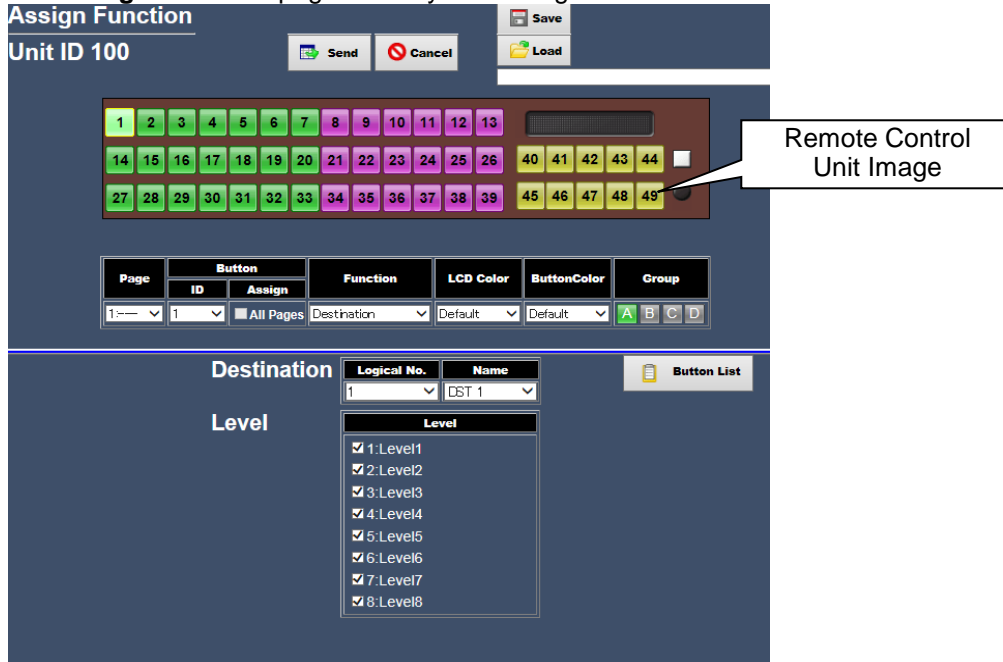 Assign Function
Save
Unit ID 100
Send
Cancel
Load
1 2 3 4 5 6 7 8 9 10 11 12 13
14 15 16 17 18 19 20 21 22 23 24 25 26 40 41 42 43 44
27 28 29 30 31 32 33 34 35 36 37 38 39 45 46 47 48 49
Remote Control
Unit Image
Page Button Function LCD Color ButtonColor Group
ID Assign
1:--- 1 All Pages Destination Default Default A B C D
Destination Logical No. Name Button List
1 DST 1
Level Level
1:Level1
2:Level2
3:Level3
4:Level4
5:Level5
6:Level6
7:Level7
8:Level8